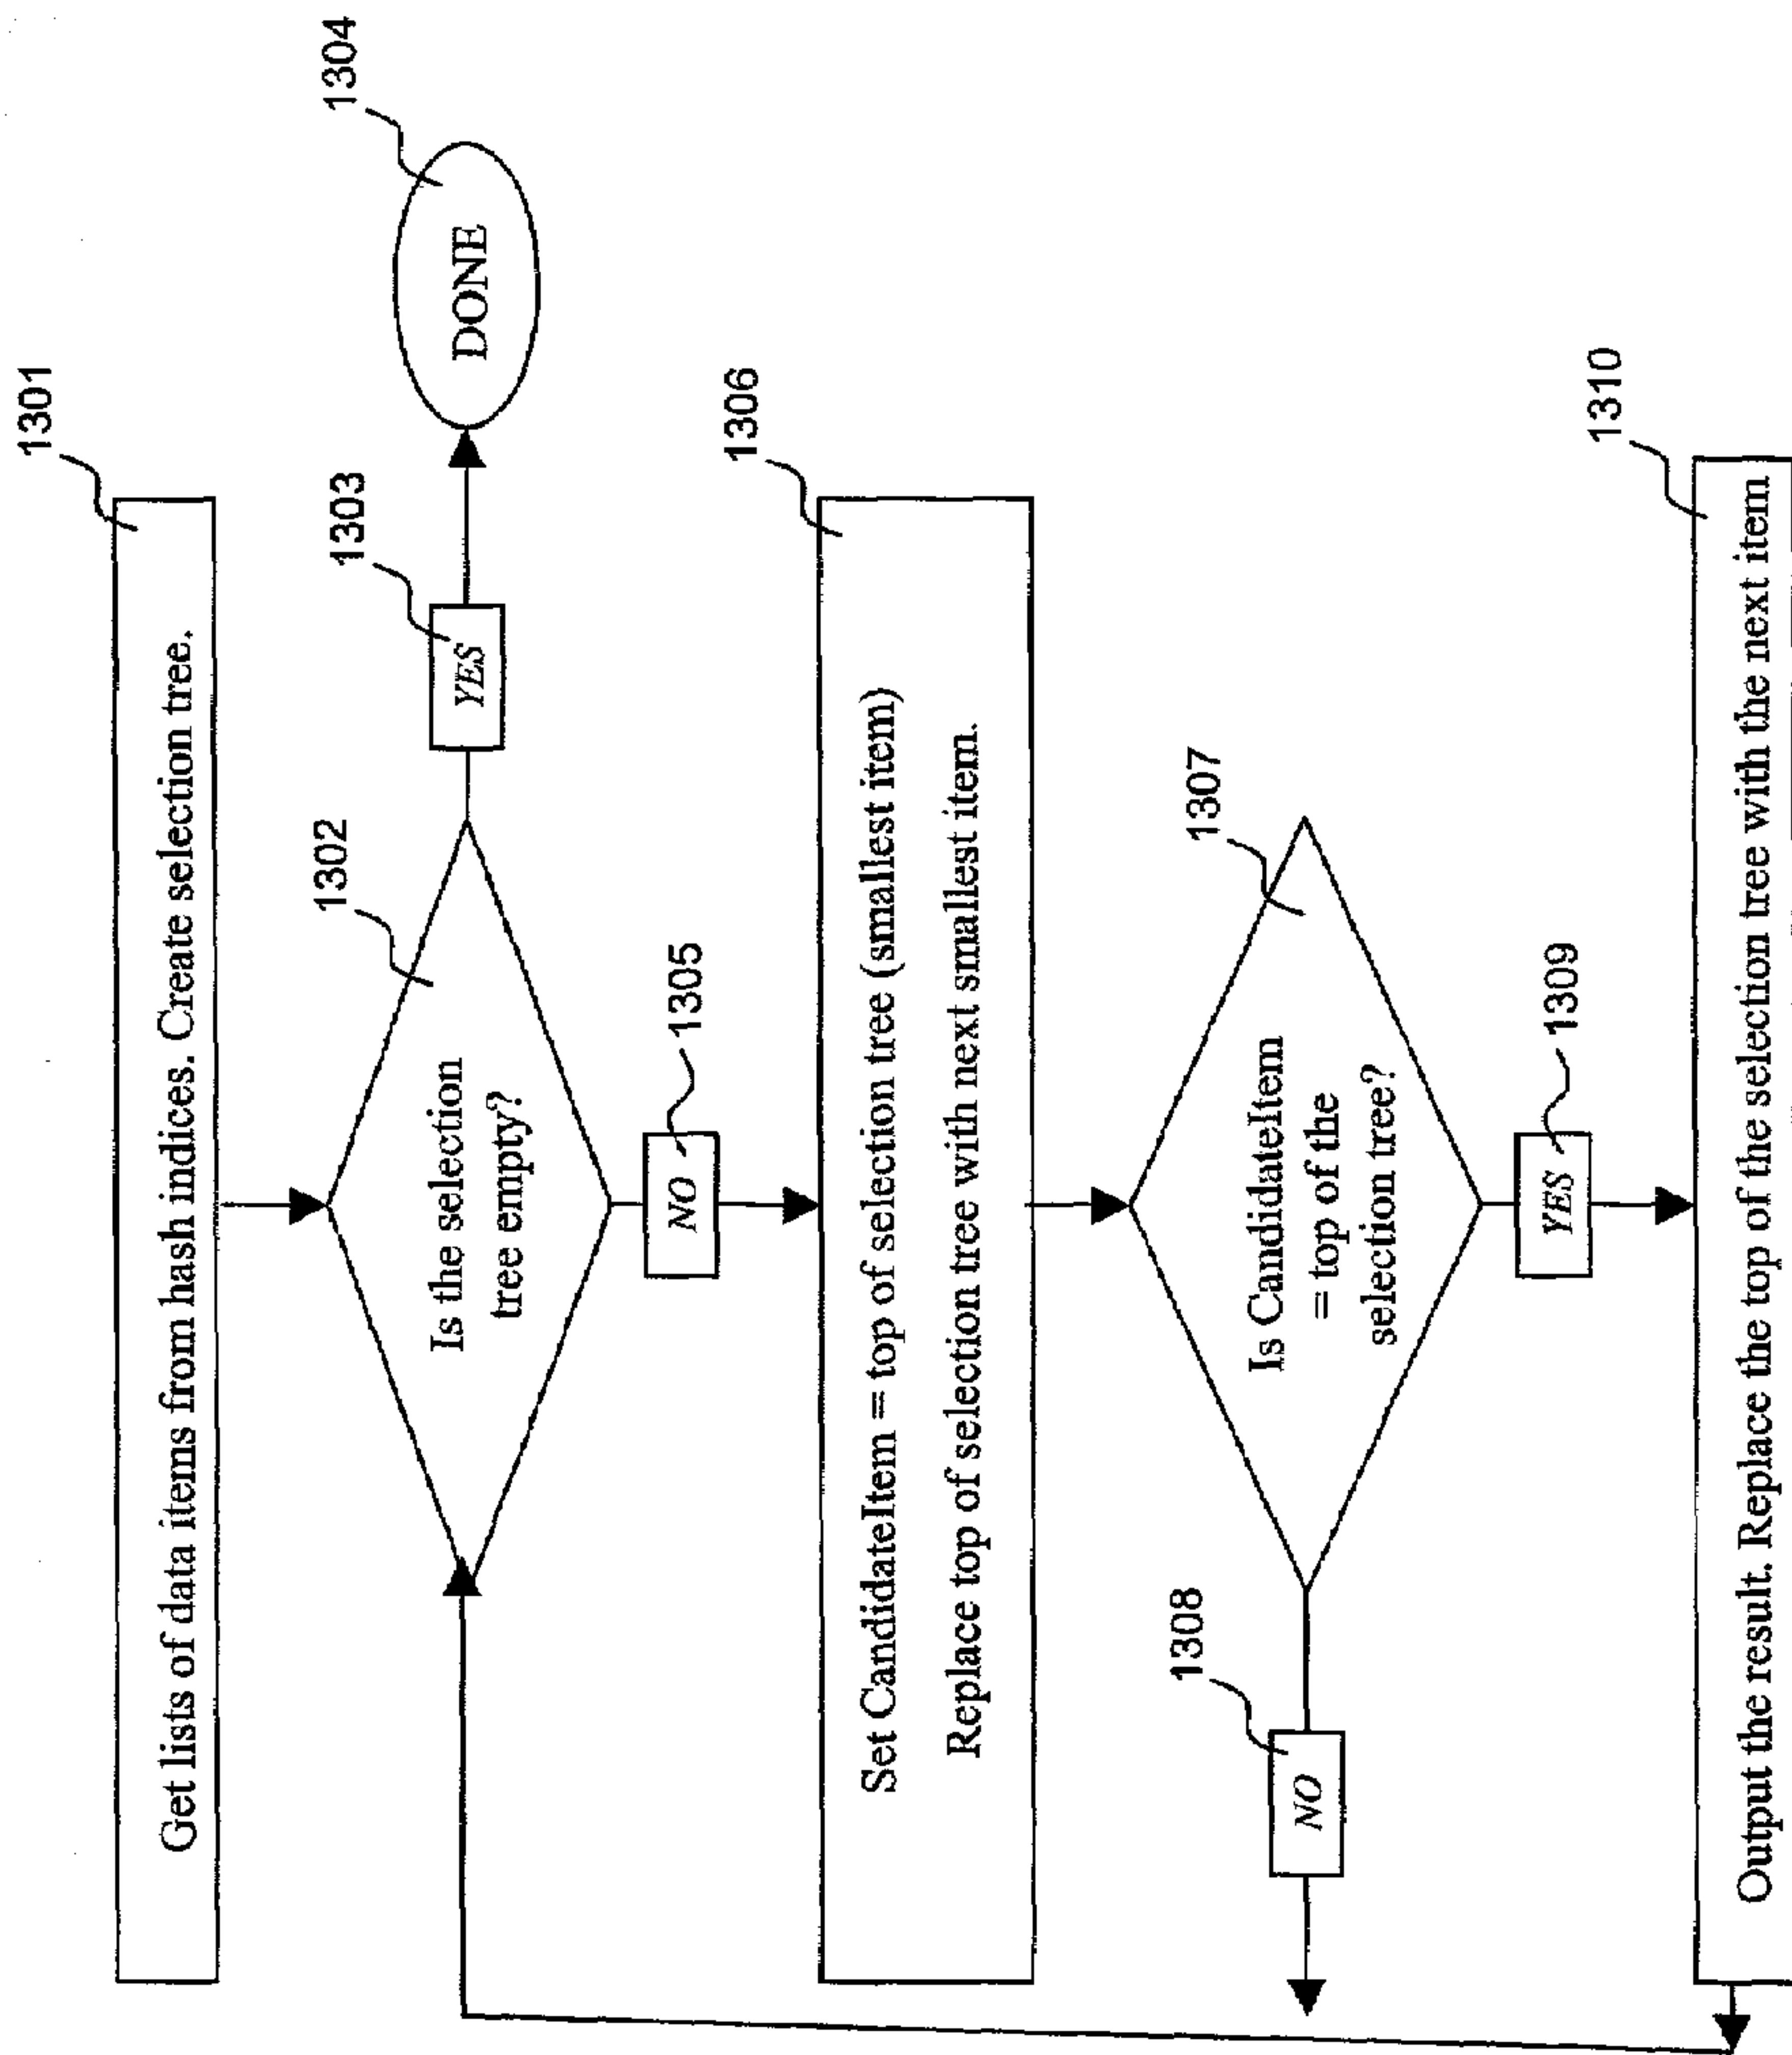 1301
Get lists of data items from hash indices. Create selection tree.
1302
Is the selection
tree empty?
1303
YES
1304
DONE
NO
1305
1306
Set CandidateItem = top of selection tree (smallest item)
Replace top of selection tree with next smallest item.
1307
Is CandidateItem
= top of the
selection tree?
1308
NO
YES
1309
1310
Output the result. Replace the top of the selection tree with the next item